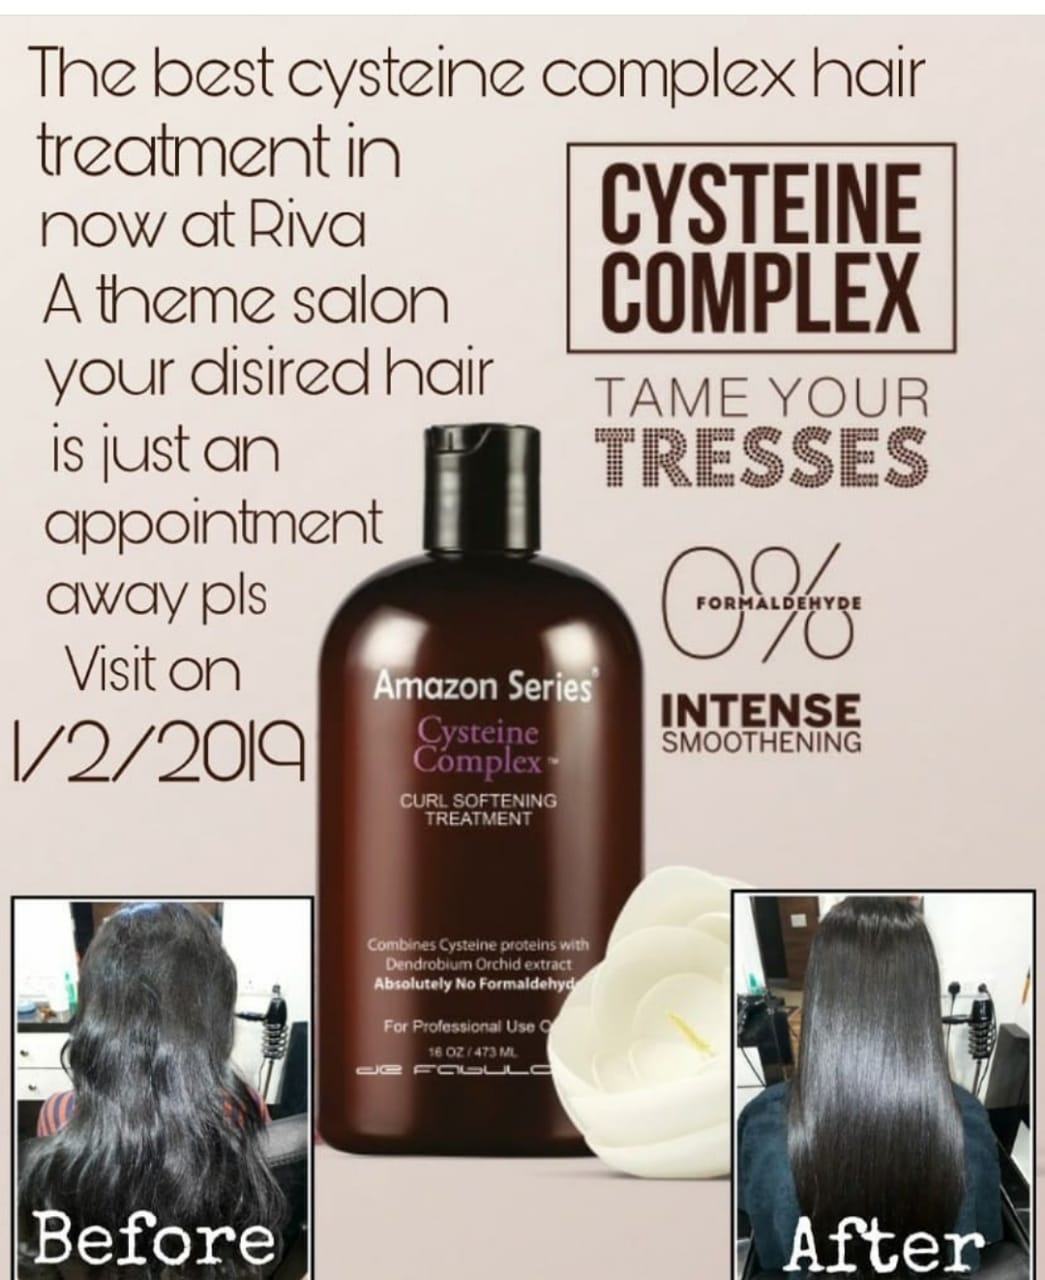 The best cysteine complex hair
treatment in
now at Riva
A theme salon
your disired hair
is just an
appointment
away pls
Visit on
1/2/2019
CYSTEINE
COMPLEX
TAME YOUR
TRESSES
0%
FORMALDEHYDE
INTENSE
SMOOTHENING
Amazon Series®
Cysteine
Complex™
CURL SOFTENING
TREATMENT
Combines Cysteine proteins with
Dendrobium Orchid extract
Absolutely No Formaldehyd
For Professional Use O
16 OZ / 473 ML
DE FABULO
Before
After